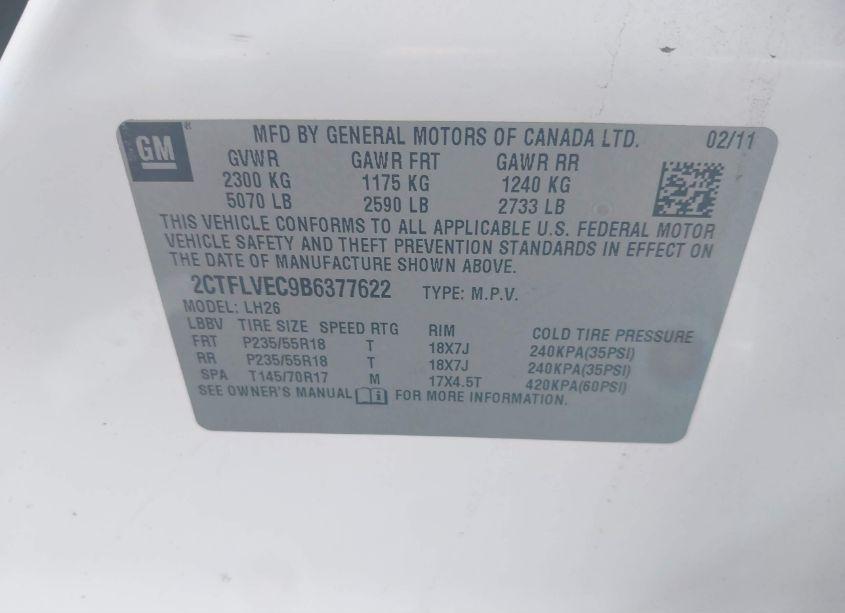 GM MFD BY GENERAL MOTORS OF CANADA LTD. 02/11
GVWR GAWR FRT GAWR RR
2300 KG 1175 KG 1240 KG
5070 LB 2590 LB 2733 LB
THIS VEHICLE CONFORMS TO ALL APPLICABLE U.S. FEDERAL MOTOR
VEHICLE SAFETY AND THEFT PREVENTION STANDARDS IN EFFECT ON
THE DATE OF MANUFACTURE SHOWN ABOVE.
2CTFLVEC9B6377622 TYPE: M.P.V.
MODEL: LH26
LBBV TIRE SIZE SPEED RTG RIM COLD TIRE PRESSURE
FRT P235/55R18 T 18X7J 240KPA(35PSI)
RR P235/55R18 T 18X7J 240KPA(35PSI)
SPA T145/70R17 M 17X4.5T 420KPA(60PSI)
SEE OWNER'S MANUAL FOR MORE INFORMATION.